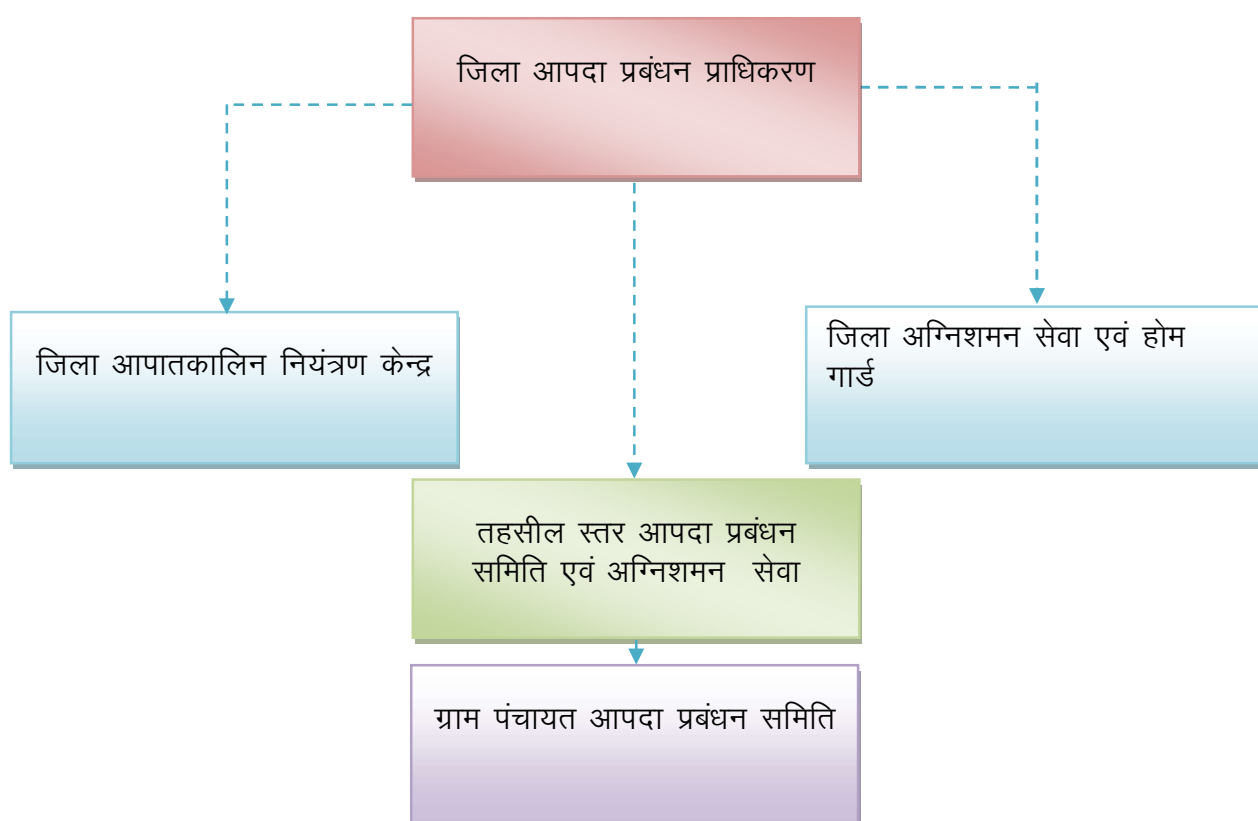 जिला आपदा प्रबंधन प्राधिकरण
जिला आपातकालिन नियंत्रण केन्द्र
जिला अग्निशमन सेवा एवं होम
गार्ड
तहसील स्तर आपदा प्रबंधन
समिति एवं अग्निशमन सेवा
ग्राम पंचायत आपदा प्रबंधन समिति